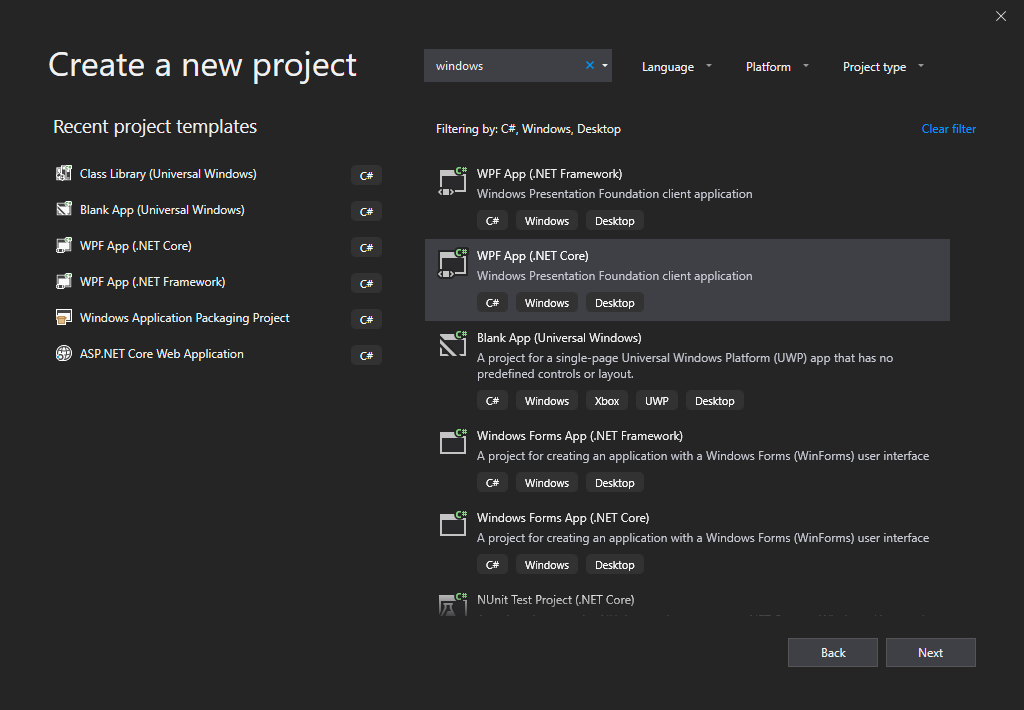 Create a new project
windows
Language
Platform
Project type
Recent project templates
Class Library (Universal Windows)
C#
Blank App (Universal Windows)
C#
WPF App (.NET Core)
C#
WPF App (.NET Framework)
C#
Windows Application Packaging Project
C#
ASP.NET Core Web Application
C#
Filtering by: C#, Windows, Desktop
Clear filter
C#
WPF App (.NET Framework)
Windows Presentation Foundation client application
C# Windows Desktop
C#
WPF App (.NET Core)
Windows Presentation Foundation client application
C# Windows Desktop
C#
Blank App (Universal Windows)
A project for a single-page Universal Windows Platform (UWP) app that has no
predefined controls or layout.
C# Windows Xbox UWP Desktop
C#
Windows Forms App (.NET Framework)
A project for creating an application with a Windows Forms (WinForms) user interface
C# Windows Desktop
C#
Windows Forms App (.NET Core)
A project for creating an application with a Windows Forms (WinForms) user interface
C# Windows Desktop
C#
NUnit Test Project (.NET Core)
Back
Next